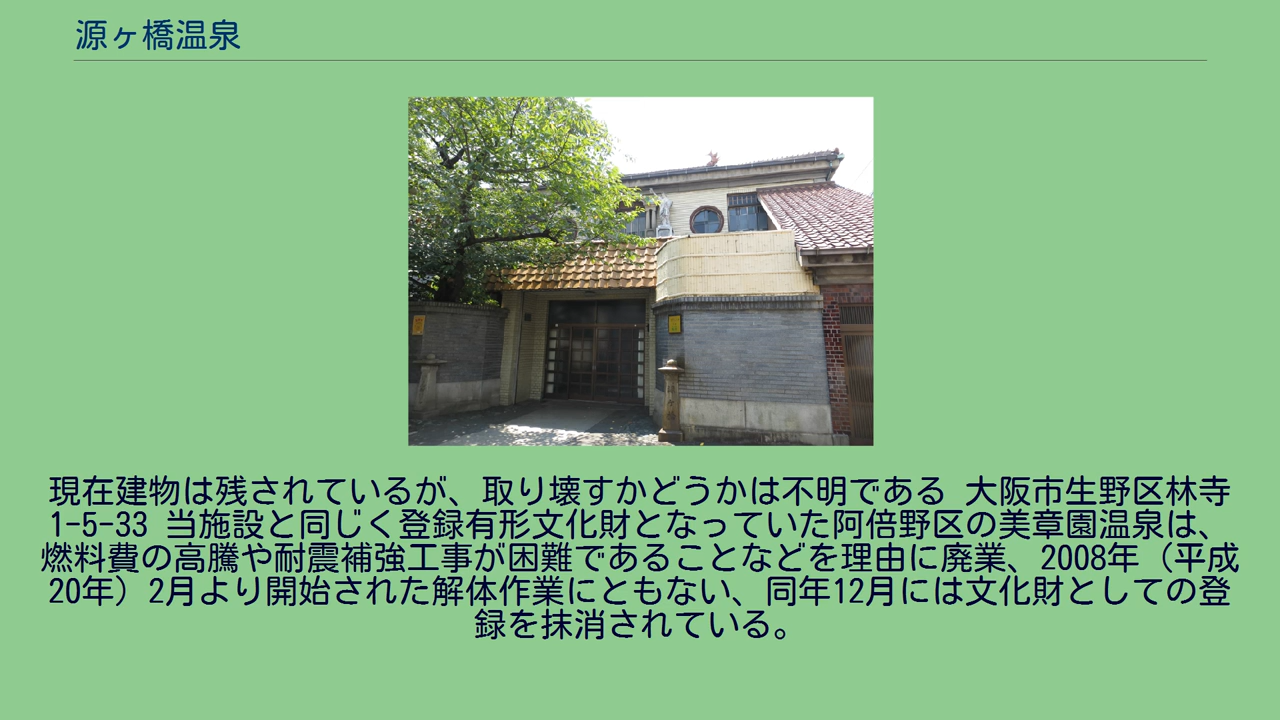 源ヶ橋温泉
現在建物は残されているが、取り壊すかどうかは不明である 大阪市生野区林寺
1-5-33 当施設と同じく登録有形文化財となっていた阿倍野区の美章園温泉は、
燃料費の高騰や耐震補強工事が困難であることなどを理由に廃業、2008年（平成
20年）2月より開始された解体作業にともない、同年12月には文化財としての登
録を抹消されている。